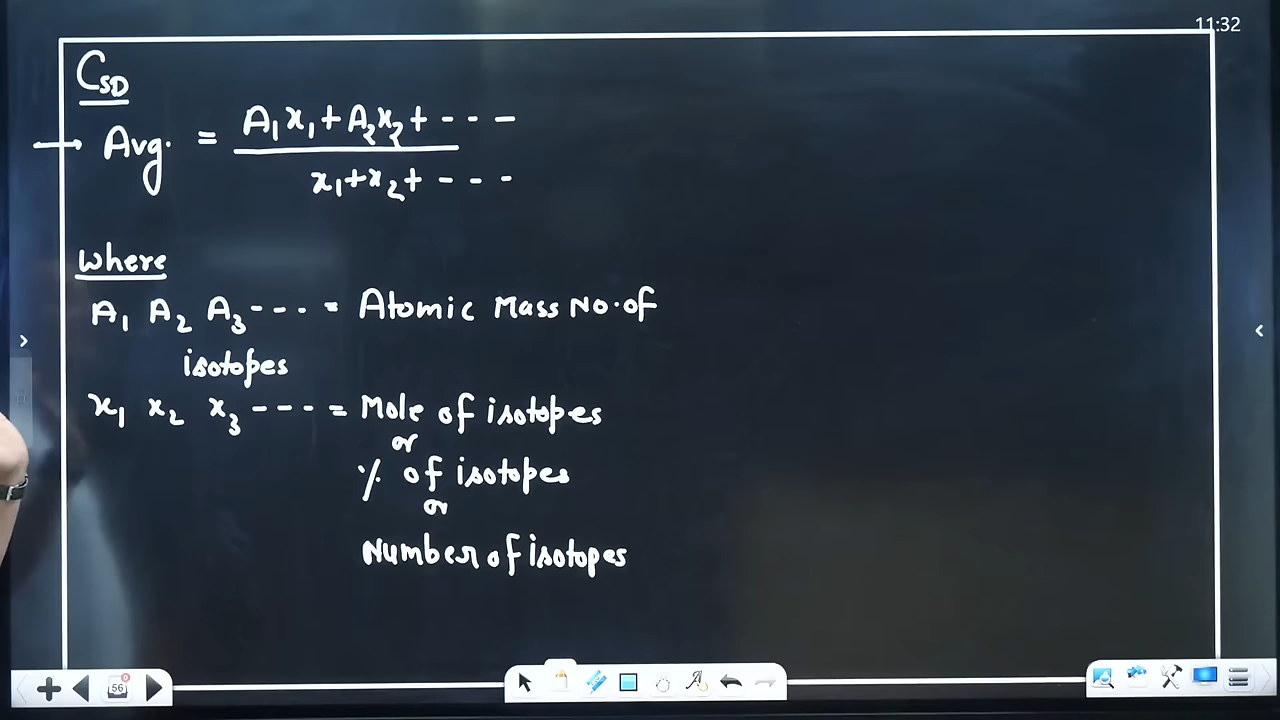 11:32
CSD
→ Avg. = A₁x₁+A₂x₂+ - - -
x₁+x₂+ - - -
where
A₁ A₂ A₃ - - - = Atomic Mass No. of
isotopes
x₁ x₂ x₃ - - - = Mole of isotopes
or
% of isotopes
or
Number of isotopes
56
0